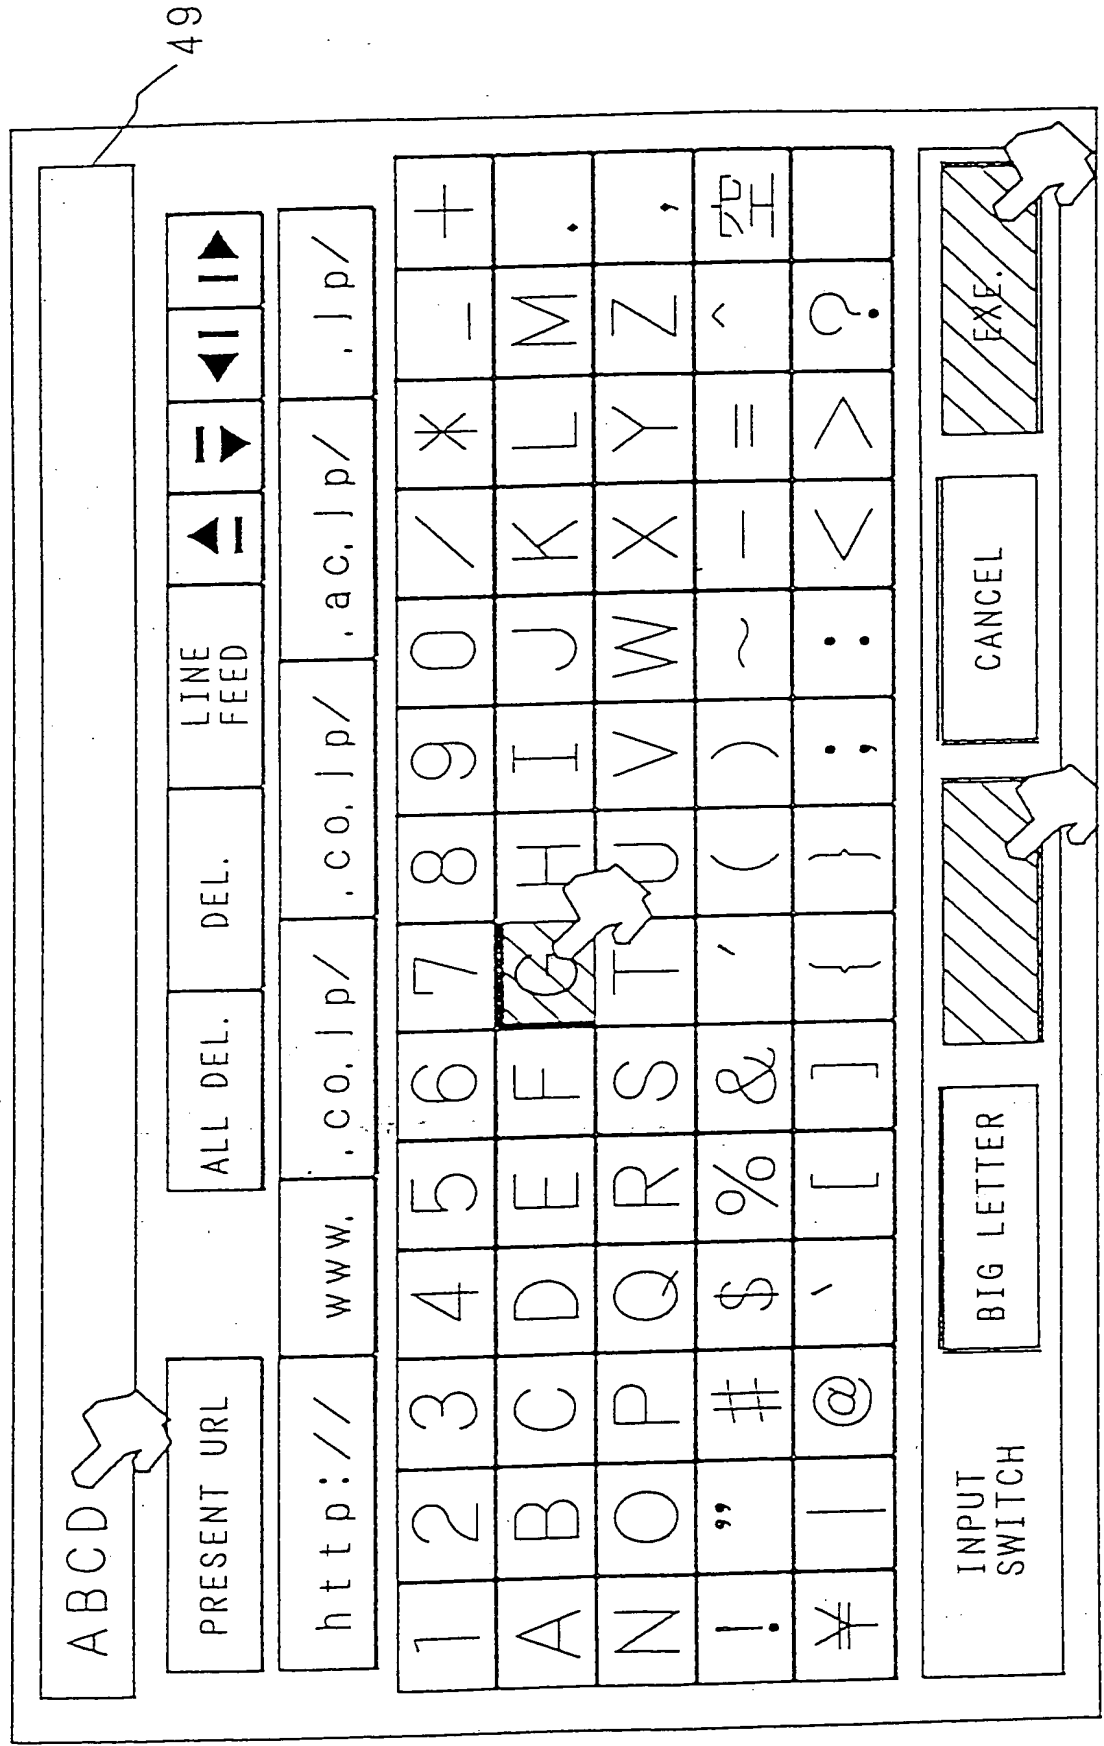 49
ABCD
PRESENT URL ALL DEL. DEL. LINE FEED
http:// www. .co.jp/ .co.jp/ .ac.jp/ .jp/
1 2 3 4 5 6 7 8 9 0 / * - +
A B C D E F G H I J K L M .
N O P Q R S T U V W X Y Z ,
! " # $ % & ' ( ) ~ - = ^ 空
¥ | @ ` [ ] { } ; : < > ?
INPUT SWITCH BIG LETTER CANCEL EXE.